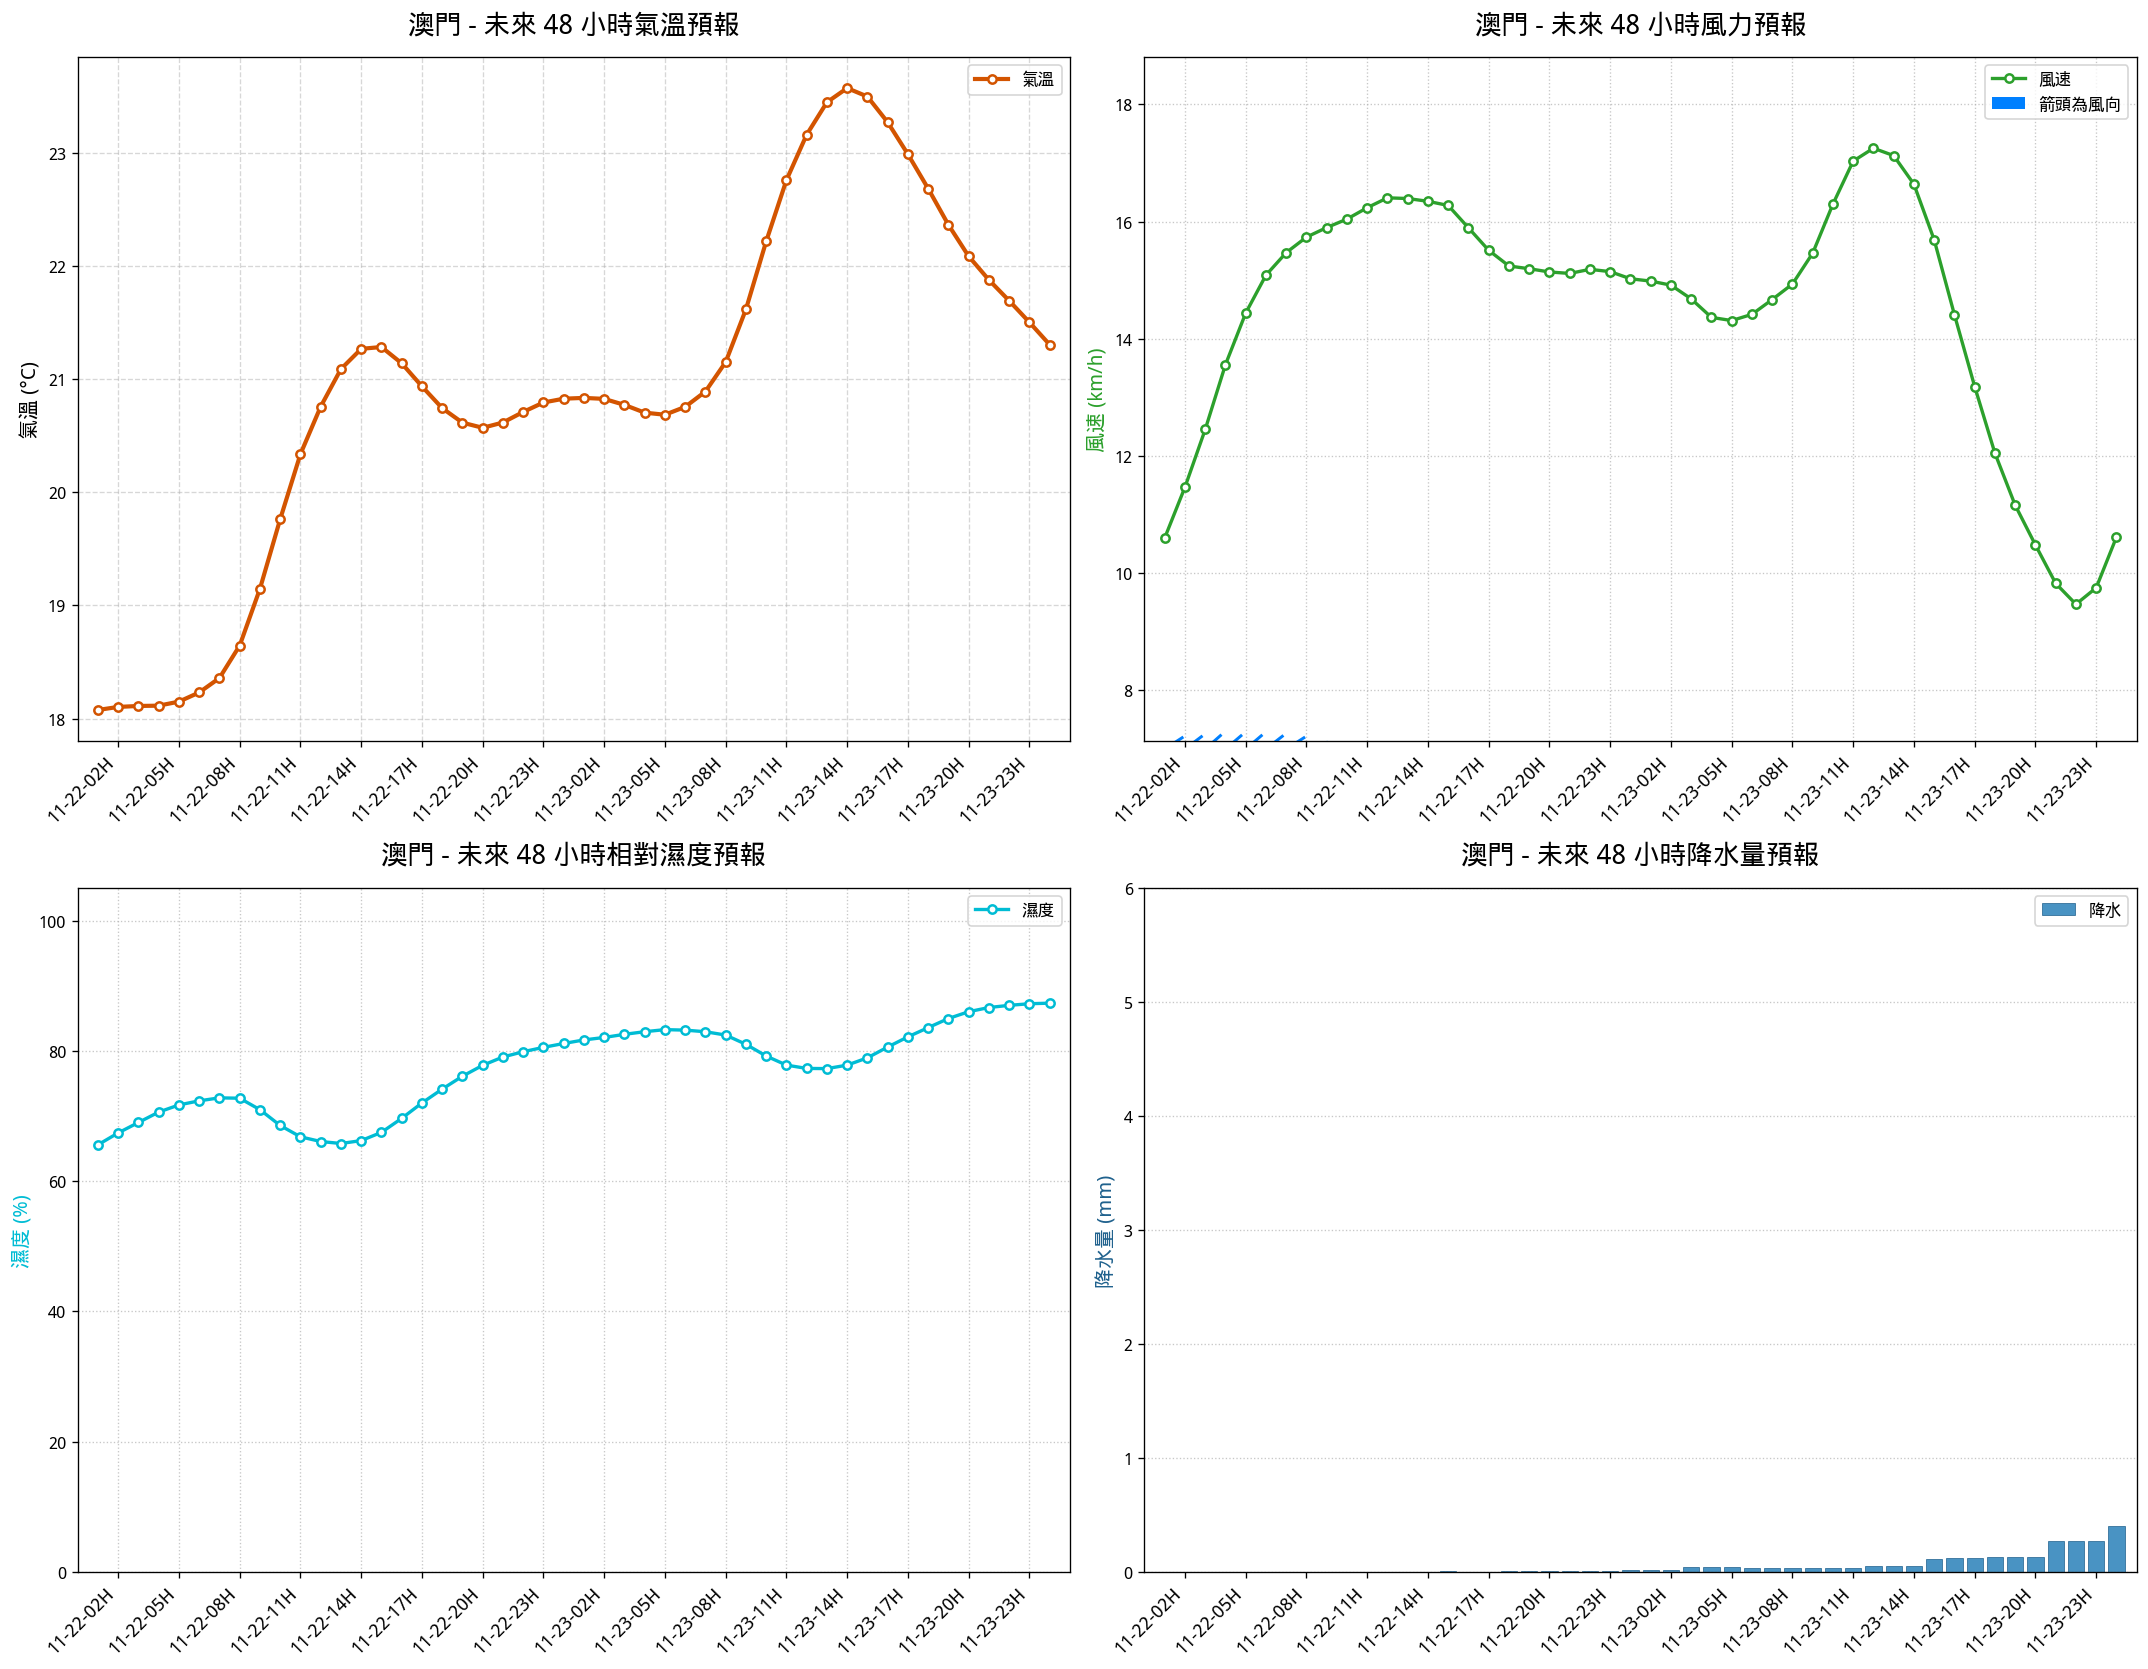 澳門 - 未來 48 小時氣溫預報
氣溫
氣溫 (°C)
23
22
21
20
19
18
11-22-02H
11-22-05H
11-22-08H
11-22-11H
11-22-14H
11-22-17H
11-22-20H
11-22-23H
11-23-02H
11-23-05H
11-23-08H
11-23-11H
11-23-14H
11-23-17H
11-23-20H
11-23-23H
澳門 - 未來 48 小時風力預報
風速
箭頭為風向
風速 (km/h)
18
16
14
12
10
8
11-22-02H
11-22-05H
11-22-08H
11-22-11H
11-22-14H
11-22-17H
11-22-20H
11-22-23H
11-23-02H
11-23-05H
11-23-08H
11-23-11H
11-23-14H
11-23-17H
11-23-20H
11-23-23H
澳門 - 未來 48 小時相對濕度預報
濕度
濕度 (%)
100
80
60
40
20
0
11-22-02H
11-22-05H
11-22-08H
11-22-11H
11-22-14H
11-22-17H
11-22-20H
11-22-23H
11-23-02H
11-23-05H
11-23-08H
11-23-11H
11-23-14H
11-23-17H
11-23-20H
11-23-23H
澳門 - 未來 48 小時降水量預報
降水
降水量 (mm)
6
5
4
3
2
1
0
11-22-02H
11-22-05H
11-22-08H
11-22-11H
11-22-14H
11-22-17H
11-22-20H
11-22-23H
11-23-02H
11-23-05H
11-23-08H
11-23-11H
11-23-14H
11-23-17H
11-23-20H
11-23-23H